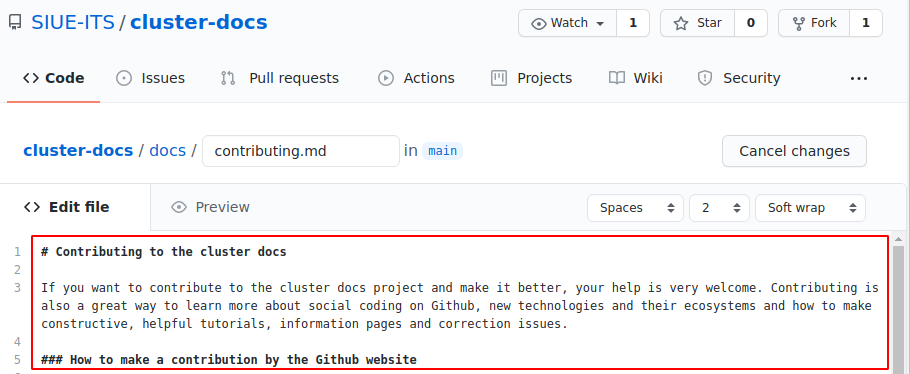 SIUE-ITS / cluster-docs Watch 1 Star 0 Fork 1
Code Issues Pull requests Actions Projects Wiki Security ...
cluster-docs / docs / contributing.md in main Cancel changes
Edit file Preview Spaces 2 Soft wrap
1 # Contributing to the cluster docs
2
3 If you want to contribute to the cluster docs project and make it better, your help is very welcome. Contributing is
also a great way to learn more about social coding on Github, new technologies and their ecosystems and how to make
constructive, helpful tutorials, information pages and correction issues.
4
5 ### How to make a contribution by the Github website